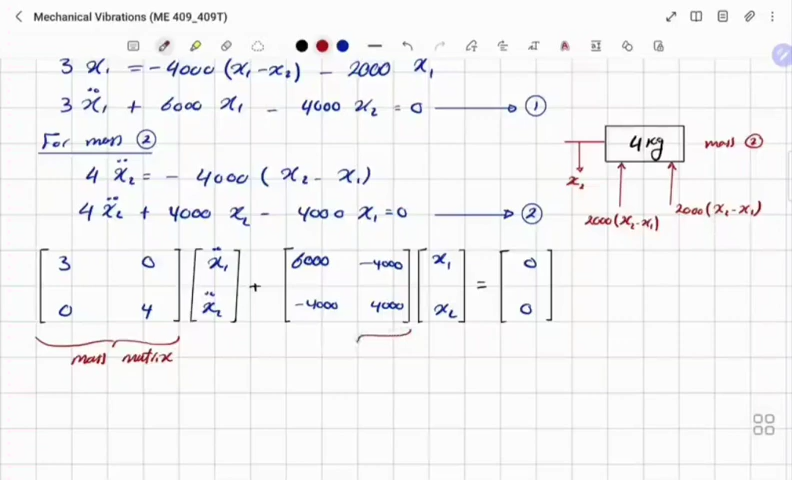 Mechanical Vibrations (ME 409_409T)
3 ẍ₁ = -4000 (x₁-x₂) - 2000 x₁
3 ẍ₁ + 6000 x₁ - 4000 x₂ = 0 → ①
For mass ②
4 ẍ₂ = - 4000 ( x₂ - x₁)
4 ẍ₂ + 4000 x₂ - 4000 x₁ = 0 → ②
4 kg
mass ②
x₂
2000(x₂-x₁)
2000(x₂-x₁)
[3 0] [ẍ₁] + [6000 -4000] [x₁] = [0]
[0 4] [ẍ₂] [-4000 4000] [x₂] [0]
mass matrix